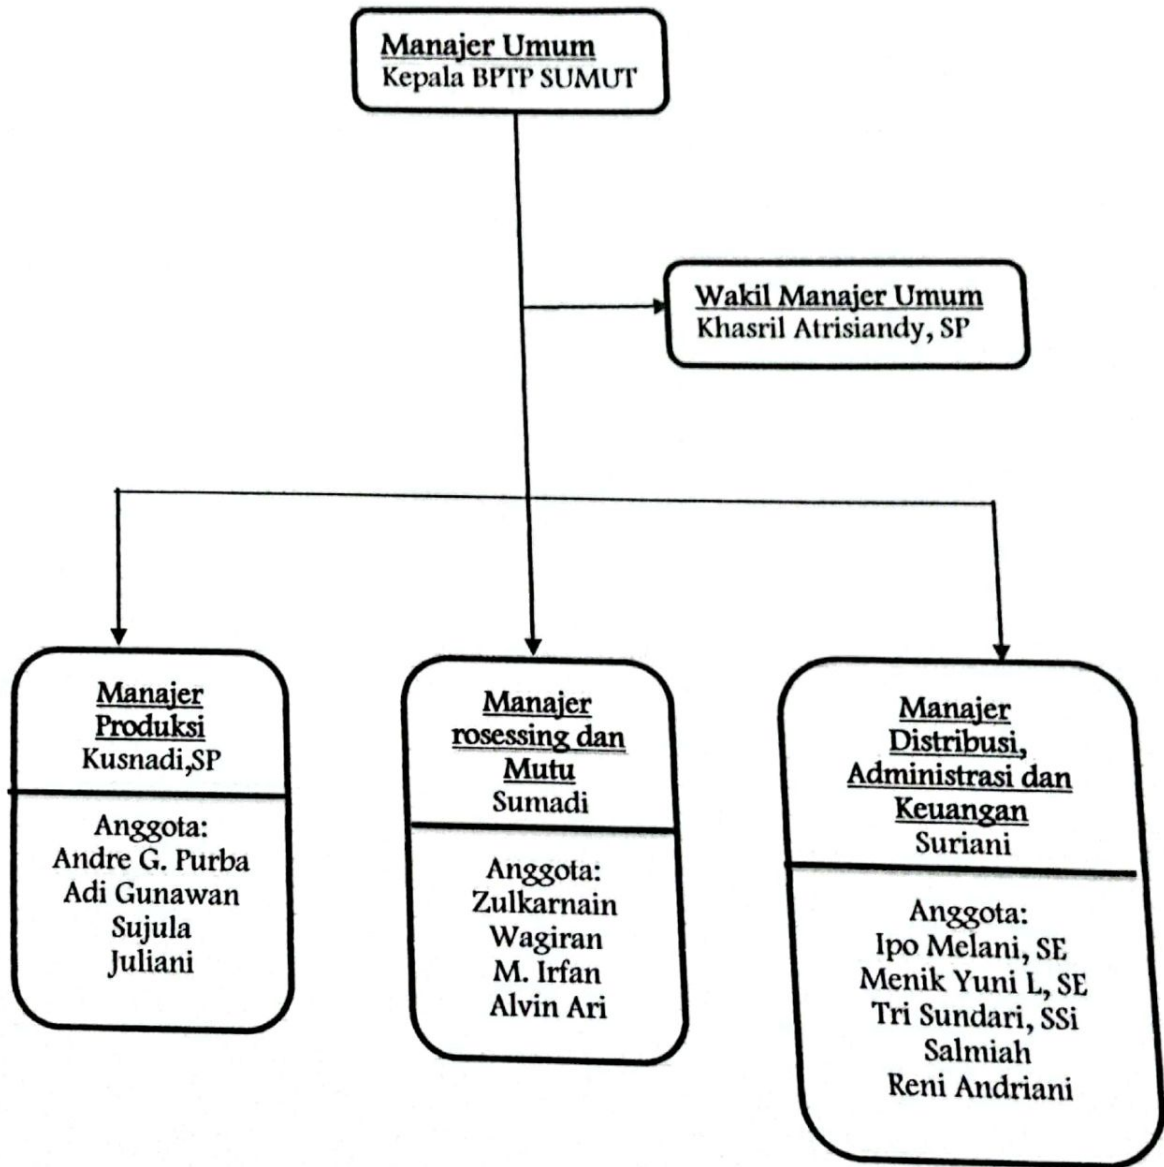 Manajer Umum
Kepala BPTP SUMUT
Wakil Manajer Umum
Khasril Atrisiandy, SP
Manajer
Produksi
Kusnadi,SP
Anggota:
Andre G. Purba
Adi Gunawan
Sujula
Juliani
Manajer
rosessing dan
Mutu
Sumadi
Anggota:
Zulkarnain
Wagiran
M. Irfan
Alvin Ari
Manajer
Distribusi,
Administrasi dan
Keuangan
Suriani
Anggota:
Ipo Melani, SE
Menik Yuni L, SE
Tri Sundari, SSi
Salmiah
Reni Andriani